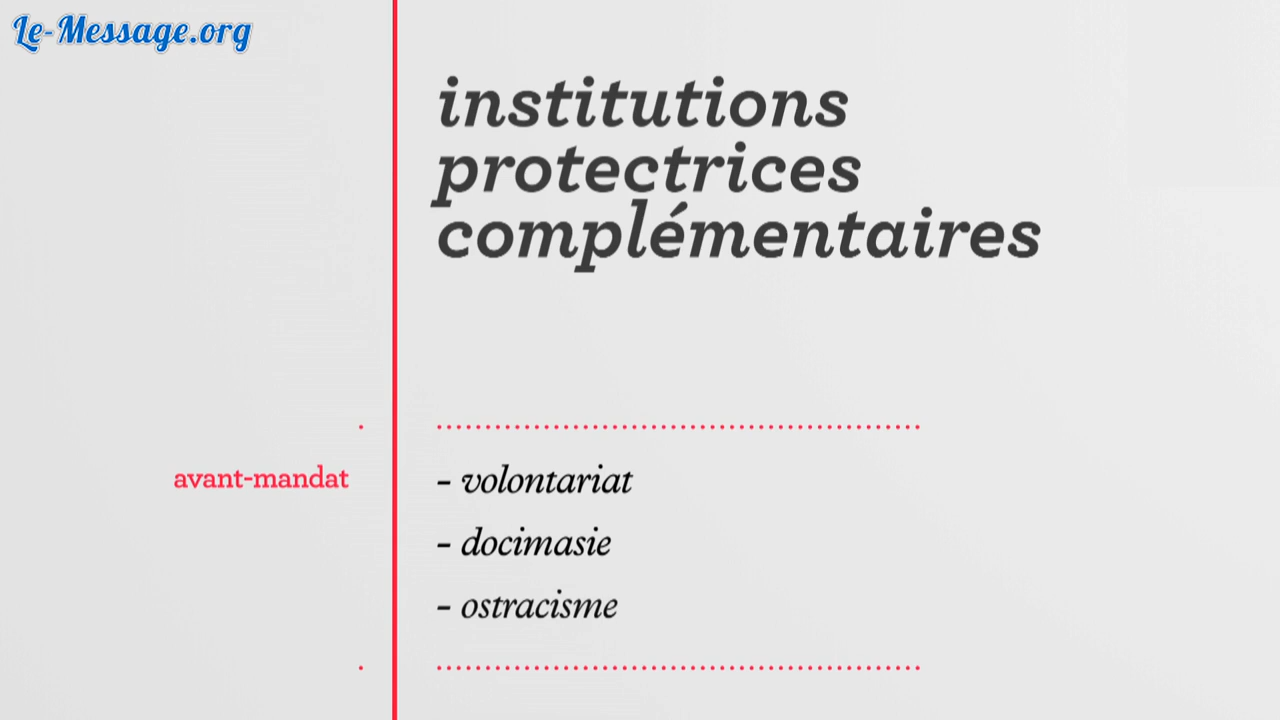 Le-Message.org
institutions
protectrices
complémentaires
avant-mandat
- volontariat
- docimasie
- ostracisme